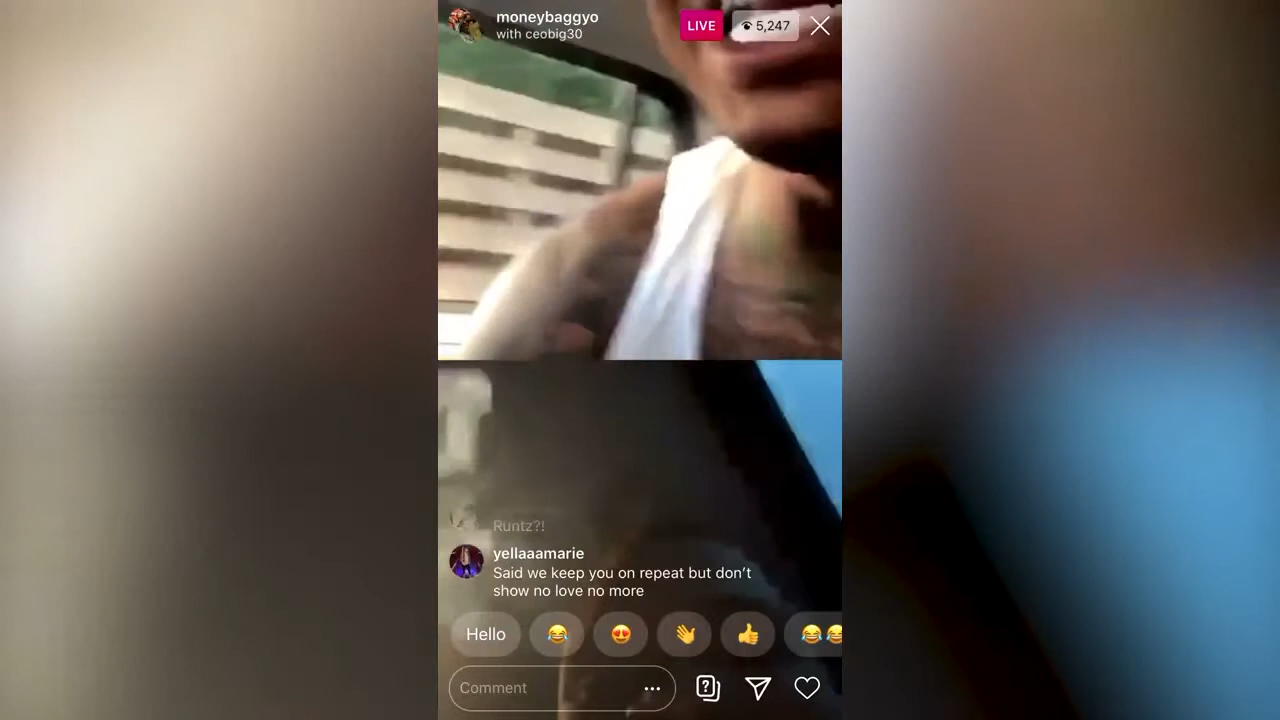 moneybaggyo
with ceobig30
LIVE
5,247
Runtz?!
yellaaamarie
Said we keep you on repeat but don't
show no love no more
Hello
Comment